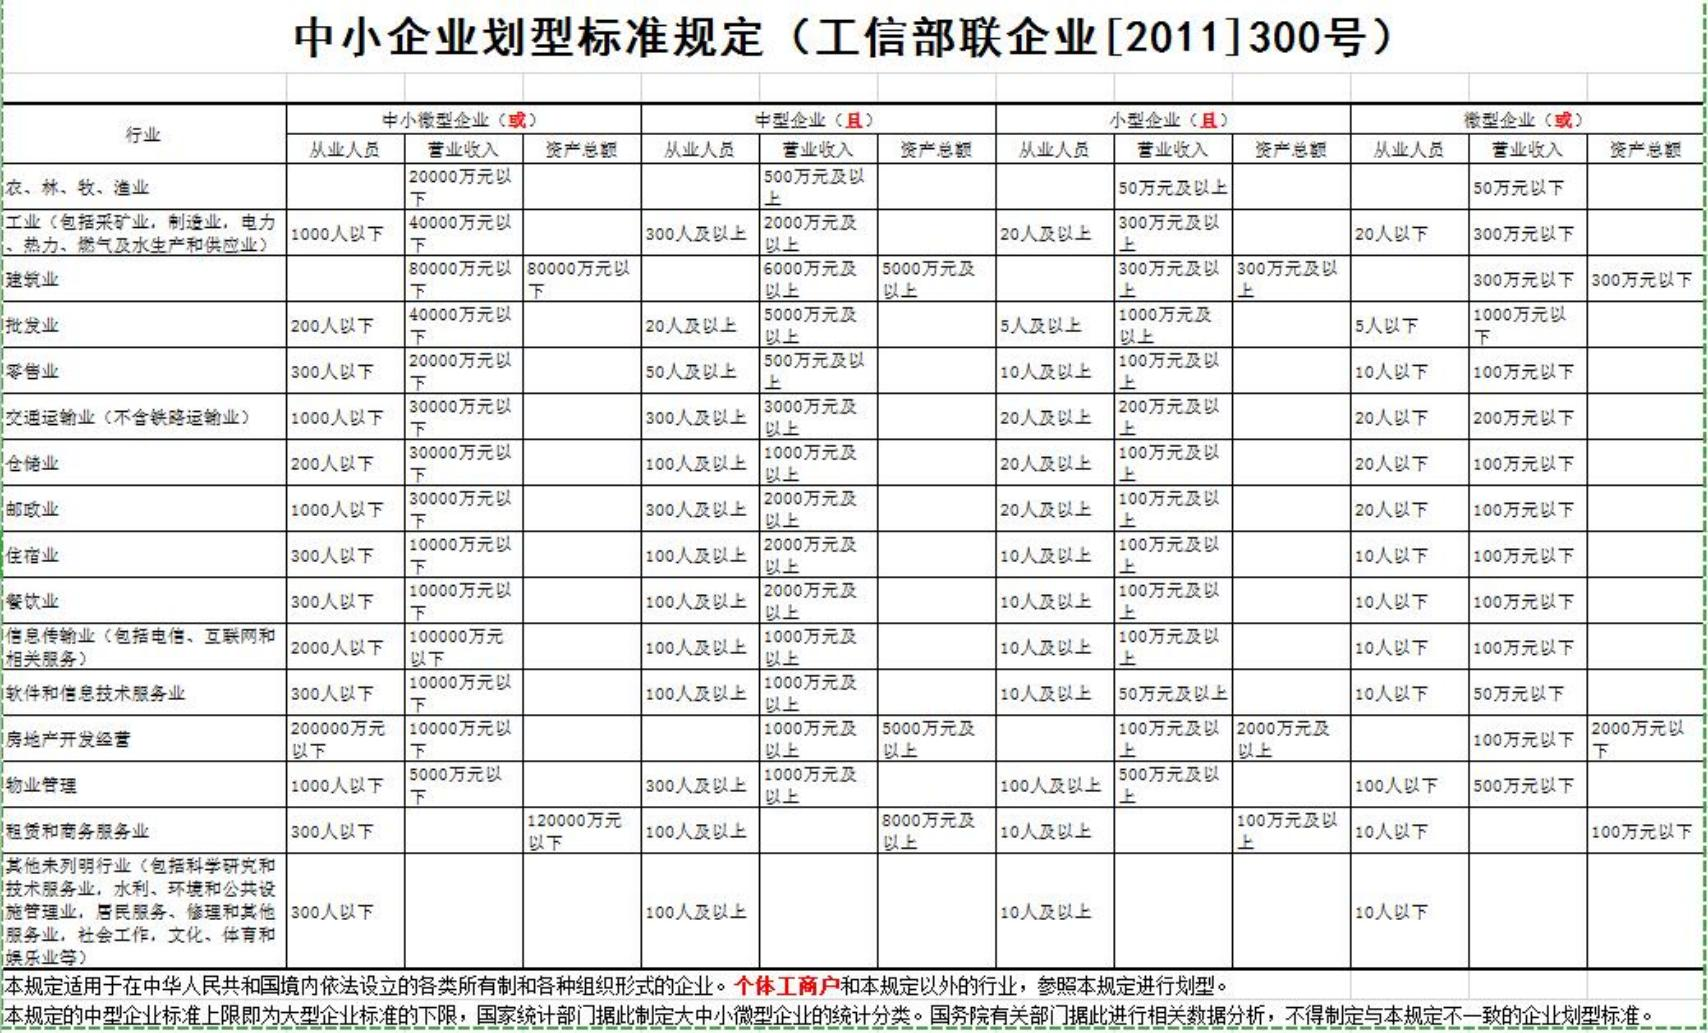 中小企业划型标准规定（工信部联企业[2011]300号）
行业 中小微型企业（或） 中型企业（且） 小型企业（且） 微型企业（或）
从业人员 营业收入 资产总额 从业人员 营业收入 资产总额 从业人员 营业收入 资产总额 从业人员 营业收入 资产总额
农、林、牧、渔业 20000万元以下 500万元及以上 50万元及以上 50万元以下
工业（包括采矿业，制造业，电力、热力、燃气及水生产和供应业） 1000人以下 40000万元以下 300人及以上 2000万元及以上 20人及以上 300万元及以上 20人以下 300万元以下
建筑业 80000万元以下 80000万元以下 6000万元及以上 5000万元及以上 300万元及以上 300万元及以上 300万元以下 300万元以下
批发业 200人以下 40000万元以下 20人及以上 5000万元及以上 5人及以上 1000万元及以上 5人以下 1000万元以下
零售业 300人以下 20000万元以下 50人及以上 500万元及以上 10人及以上 100万元及以上 10人以下 100万元以下
交通运输业（不含铁路运输业） 1000人以下 30000万元以下 300人及以上 3000万元及以上 20人及以上 200万元及以上 20人以下 200万元以下
仓储业 200人以下 30000万元以下 100人及以上 1000万元及以上 20人及以上 100万元及以上 20人以下 100万元以下
邮政业 1000人以下 30000万元以下 300人及以上 2000万元及以上 20人及以上 100万元及以上 20人以下 100万元以下
住宿业 300人以下 10000万元以下 100人及以上 2000万元及以上 10人及以上 100万元及以上 10人以下 100万元以下
餐饮业 300人以下 10000万元以下 100人及以上 2000万元及以上 10人及以上 100万元及以上 10人以下 100万元以下
信息传输业（包括电信、互联网和相关服务） 2000人以下 100000万元以下 100人及以上 1000万元及以上 10人及以上 100万元及以上 10人以下 100万元以下
软件和信息技术服务业 300人以下 10000万元以下 100人及以上 1000万元及以上 10人及以上 50万元及以上 10人以下 50万元以下
房地产开发经营 200000万元以下 10000万元以下 1000万元及以上 5000万元及以上 100万元及以上 2000万元及以上 100万元以下 2000万元以下
物业管理 1000人以下 5000万元以下 300人及以上 1000万元及以上 100人及以上 500万元及以上 100人以下 500万元以下
租赁和商务服务业 300人以下 120000万元以下 100人及以上 8000万元及以上 10人及以上 100万元及以上 10人以下 100万元以下
其他未列明行业（包括科学研究和技术服务业，水利、环境和公共设施管理业，居民服务、修理和其他服务业，社会工作，文化、体育和娱乐业等） 300人以下 100人及以上 10人及以上 10人以下
本规定适用于在中华人民共和国境内依法设立的各类所有制和各种组织形式的企业。个体工商户和本规定以外的行业，参照本规定进行划型。
本规定的中型企业标准上限即为大型企业标准的下限，国家统计部门据此制定大中小微型企业的统计分类。国务院有关部门据此进行相关数据分析，不得制定与本规定不一致的企业划型标准。